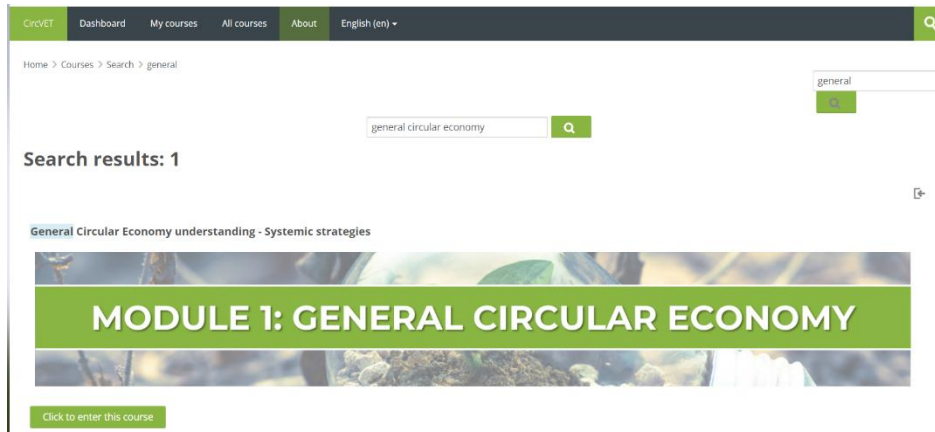 CircVET Dashboard My courses All courses About English (en)
Home > Courses > Search > general
general
general circular economy
Search results: 1
General Circular Economy understanding - Systemic strategies
MODULE 1: GENERAL CIRCULAR ECONOMY
Click to enter this course